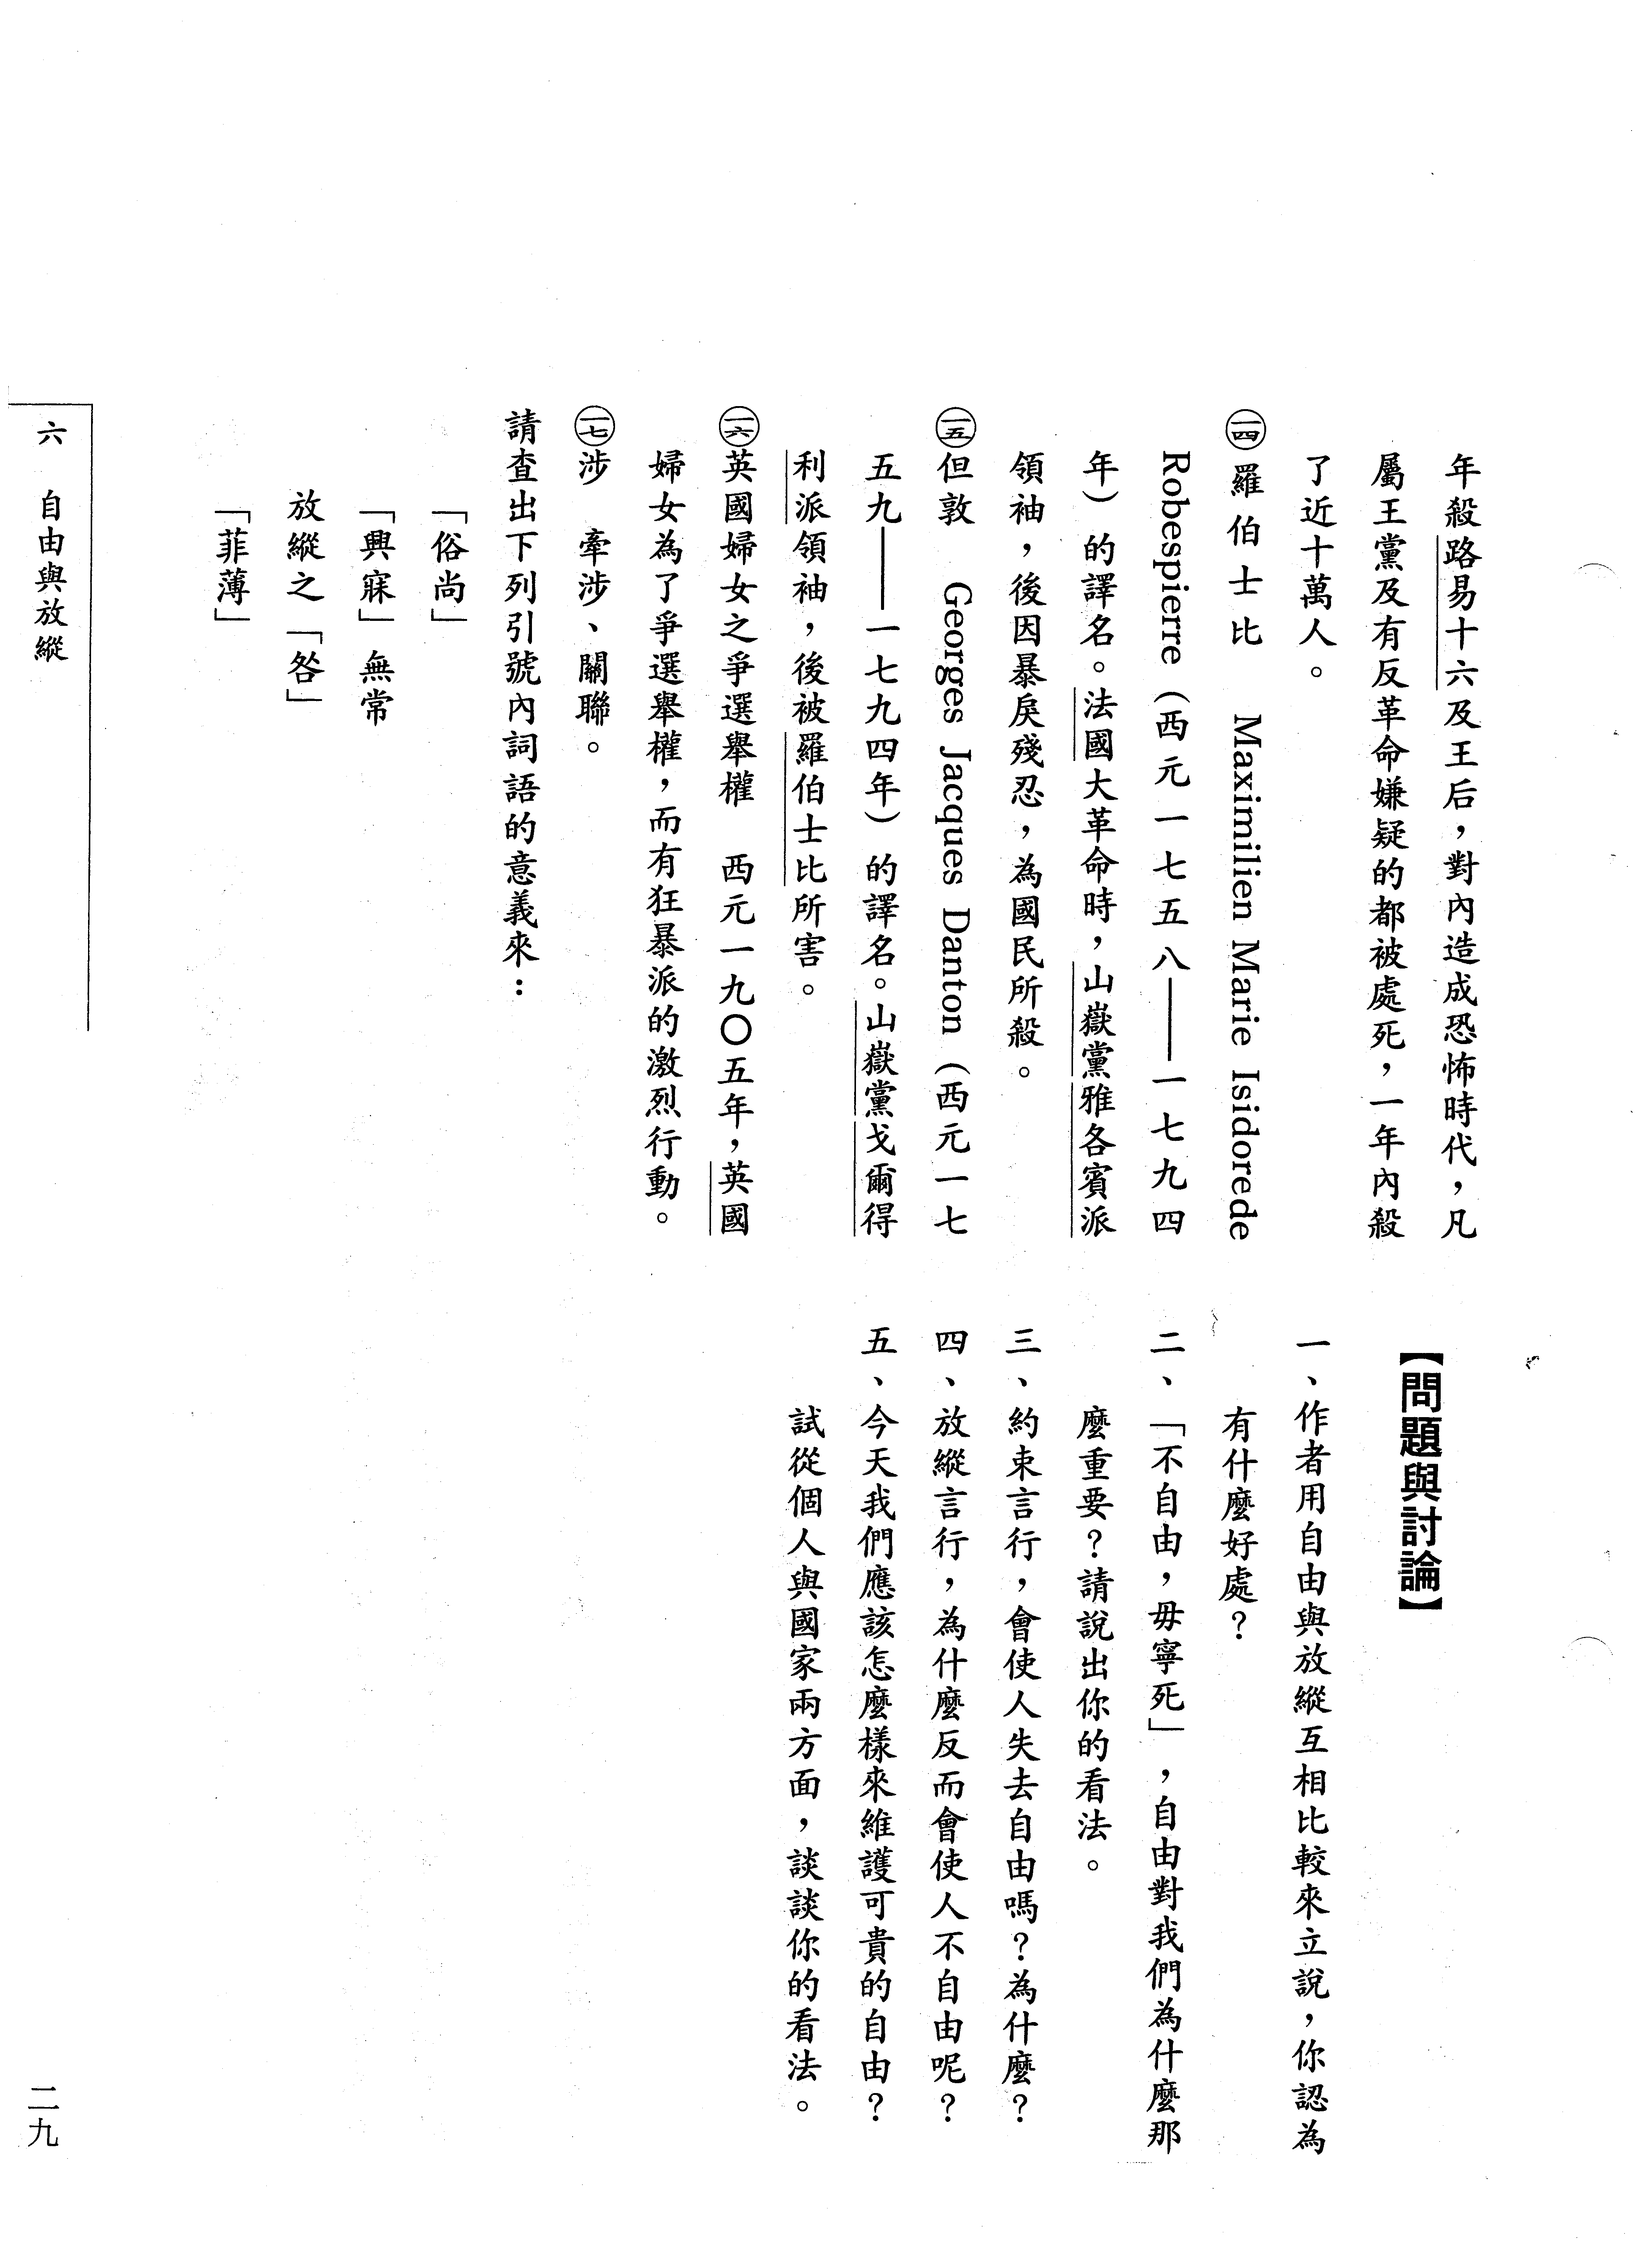 年殺路易十六及王后，對內造成恐怖時代，凡
屬王黨及有反革命嫌疑的都被處死，一年內殺
了近十萬人。
㊀四羅伯士比　Maximilien Marie Isidorede
Robespierre（西元一七五八——一七九四
年）的譯名。法國大革命時，山嶽黨雅各賓派
領袖，後因暴戾殘忍，為國民所殺。
一五但敦　Georges Jacques Danton（西元一七
五九——一七九四年）的譯名。山嶽黨戈爾得
利派領袖，後被羅伯士比所害。
一六英國婦女之爭選舉權　西元一九〇五年，英國
婦女為了爭選舉權，而有狂暴派的激烈行動。
一七涉　牽涉、關聯。
請查出下列引號內詞語的意義來：
「俗尚」
「興寐」無常
放縱之「咎」
「菲薄」
【問題與討論】
一、作者用自由與放縱互相比較來立說，你認為
有什麼好處？
二、「不自由，毋寧死」，自由對我們為什麼那
麼重要？請說出你的看法。
三、約束言行，會使人失去自由嗎？為什麼？
四、放縱言行，為什麼反而會使人不自由呢？
五、今天我們應該怎麼樣來維護可貴的自由？
試從個人與國家兩方面，談談你的看法。
六　自由與放縱
二九